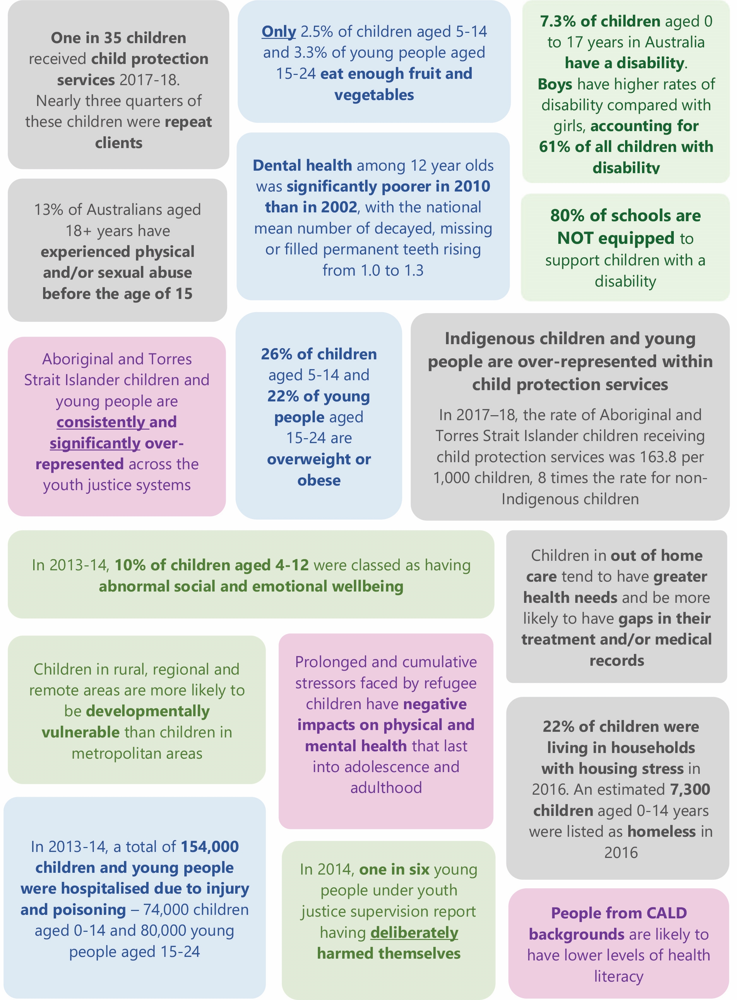 One in 35 children
received child protection
services 2017-18.
Nearly three quarters of
these children were repeat
clients
Only 2.5% of children aged 5-14
and 3.3% of young people aged
15-24 eat enough fruit and
vegetables
7.3% of children aged 0
to 17 years in Australia
have a disability.
Boys have higher rates of
disability compared with
girls, accounting for
61% of all children with
disability
Dental health among 12 year olds
was significantly poorer in 2010
than in 2002, with the national
mean number of decayed, missing
or filled permanent teeth rising
from 1.0 to 1.3
13% of Australians aged
18+ years have
experienced physical
and/or sexual abuse
before the age of 15
80% of schools are
NOT equipped to
support children with a
disability
Aboriginal and Torres
Strait Islander children and
young people are
consistently and
significantly over-
represented across the
youth justice systems
26% of children
aged 5-14 and
22% of young
people aged
15-24 are
overweight or
obese
Indigenous children and young
people are over-represented within
child protection services
In 2017–18, the rate of Aboriginal and
Torres Strait Islander children receiving
child protection services was 163.8 per
1,000 children, 8 times the rate for non-
Indigenous children
In 2013-14, 10% of children aged 4-12 were classed as having
abnormal social and emotional wellbeing
Children in out of home
care tend to have greater
health needs and be more
likely to have gaps in their
treatment and/or medical
records
Children in rural, regional and
remote areas are more likely to
be developmentally
vulnerable than children in
metropolitan areas
Prolonged and cumulative
stressors faced by refugee
children have negative
impacts on physical and
mental health that last
into adolescence and
adulthood
22% of children were
living in households
with housing stress in
2016. An estimated 7,300
children aged 0-14 years
were listed as homeless in
2016
In 2013-14, a total of 154,000
children and young people
were hospitalised due to injury
and poisoning – 74,000 children
aged 0-14 and 80,000 young
people aged 15-24
In 2014, one in six young
people under youth
justice supervision report
having deliberately
harmed themselves
People from CALD
backgrounds are likely to
have lower levels of health
literacy